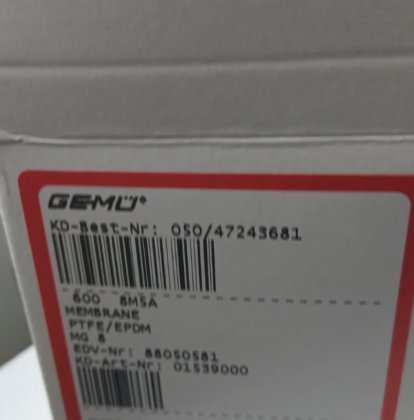 GEMÜ®
KD-Best-Nr: 050/47243681
600 8M5A
MEMBRANE
PTFE/EPDM
MG 8
EDV-Nr: 88050581
KD-Art-Nr: 01539000